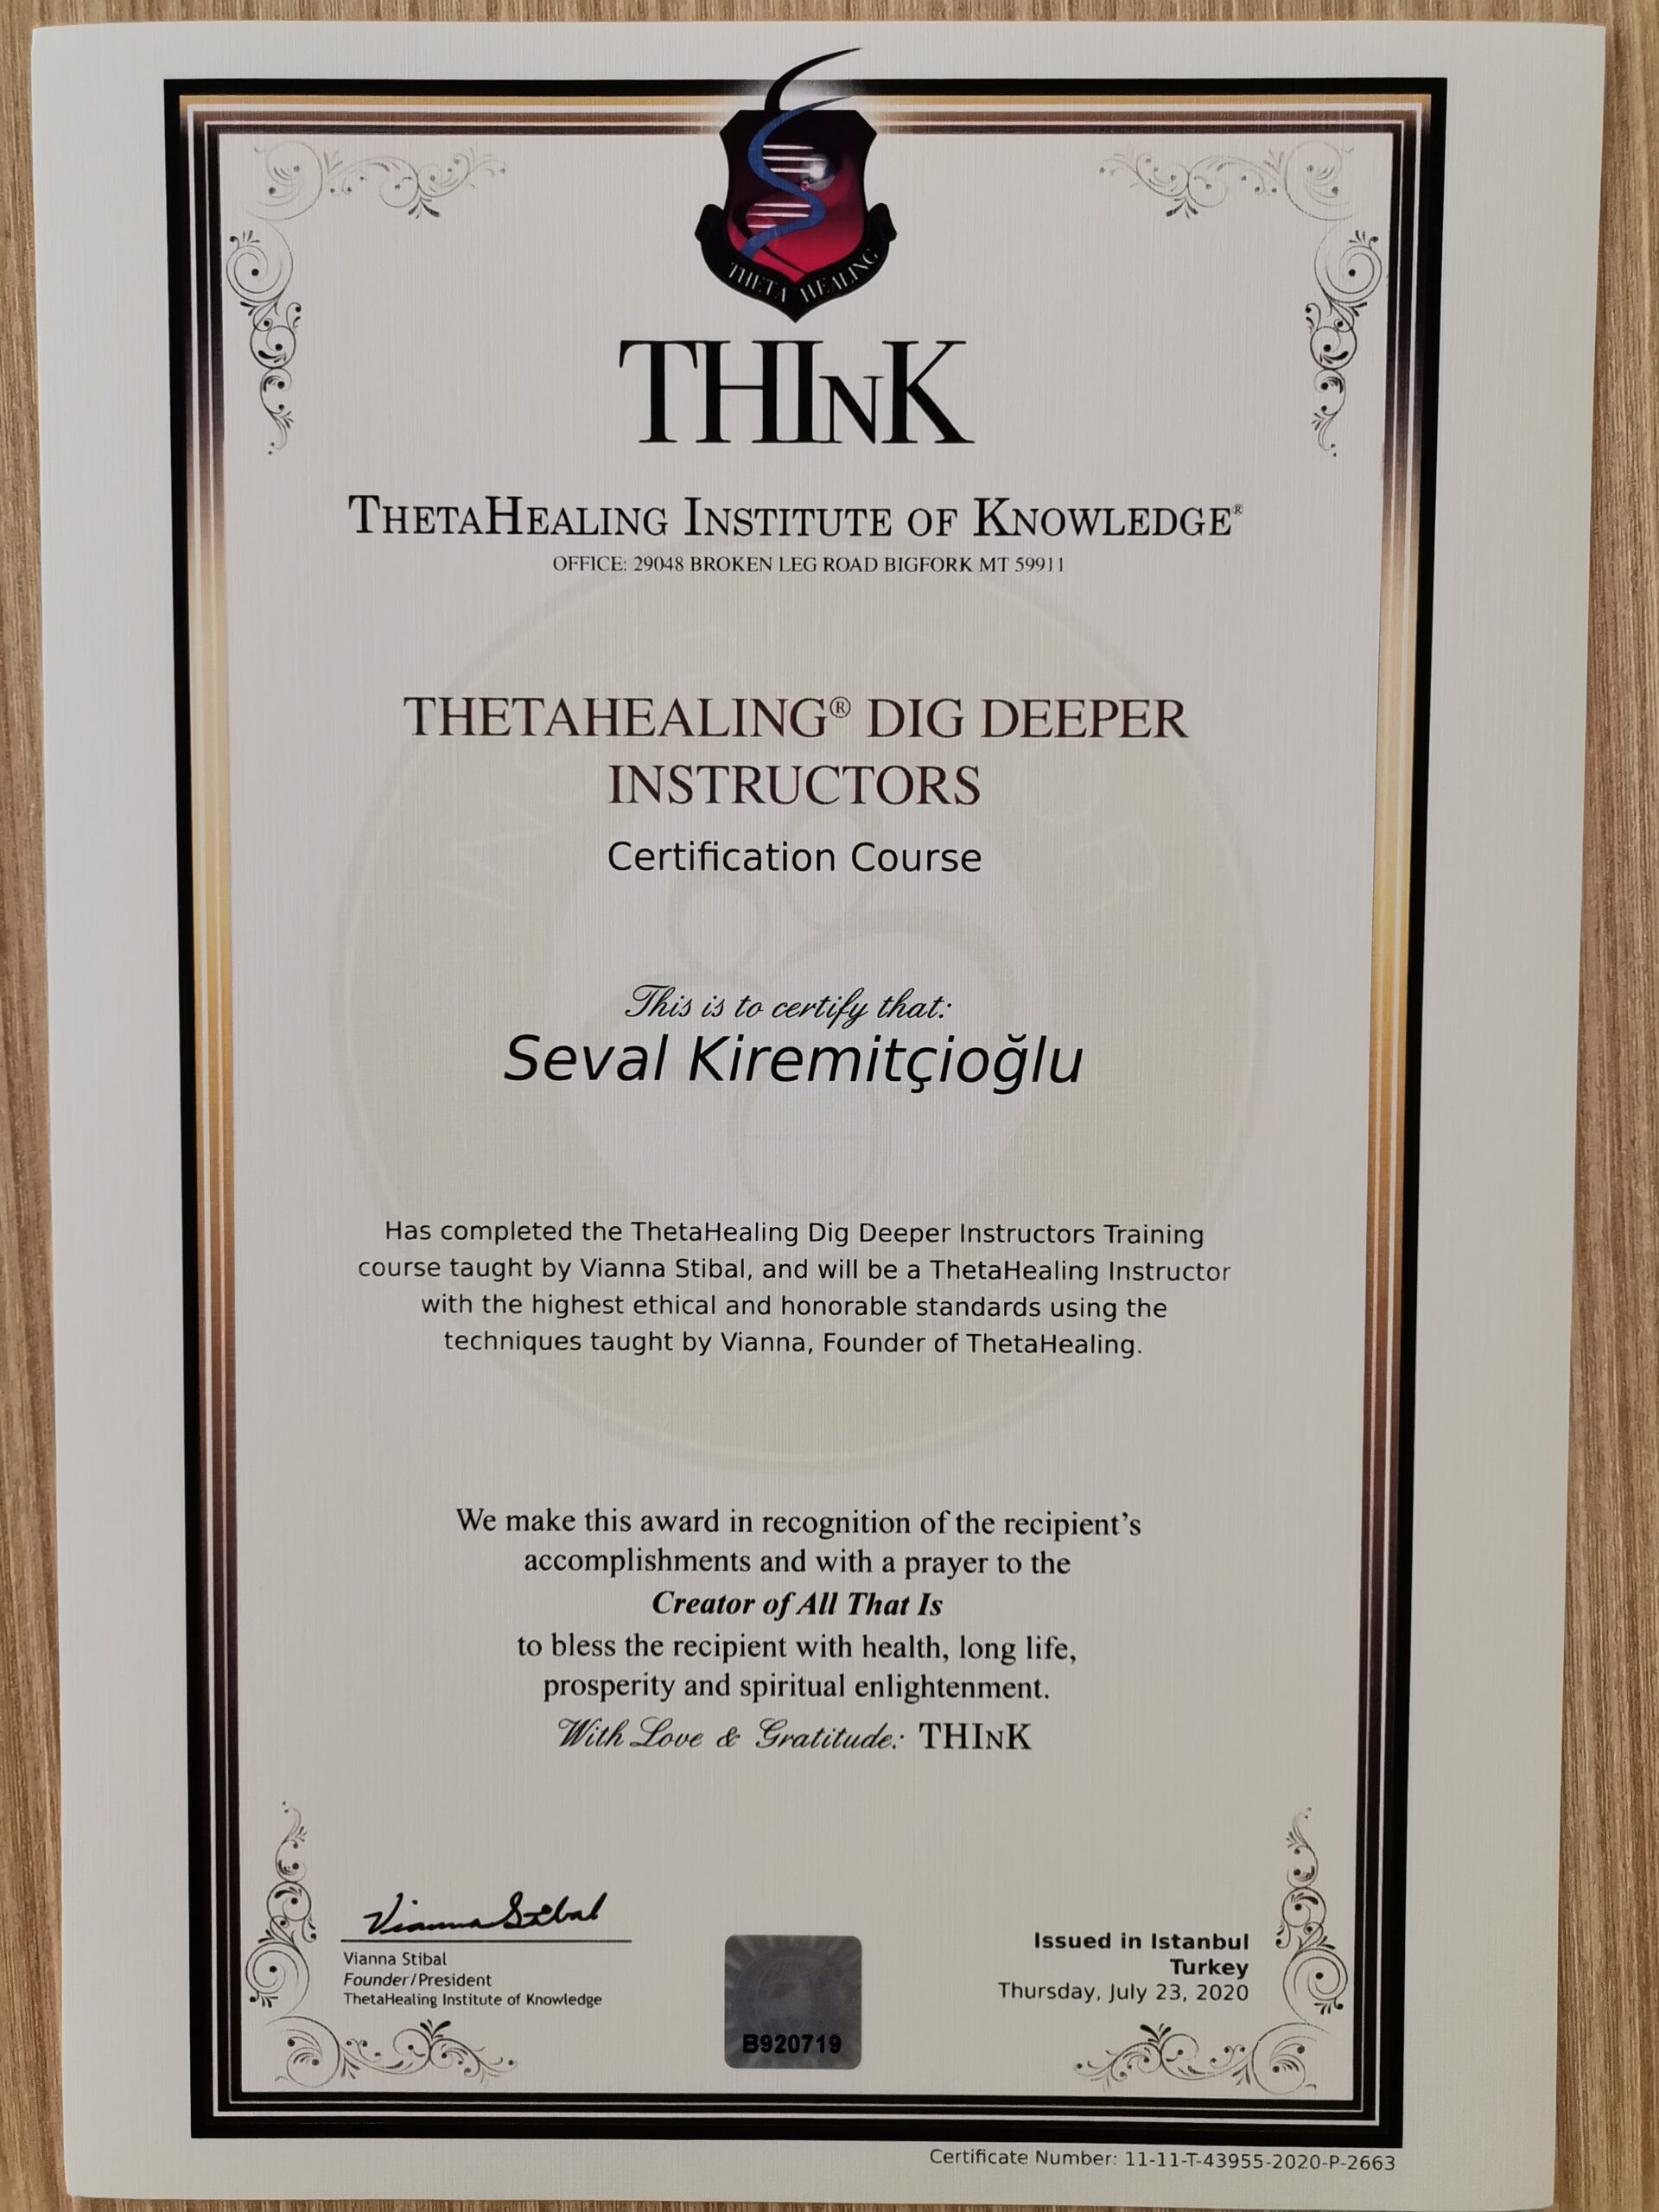 THETA HEALING
THInK
THETAHEALING INSTITUTE OF KNOWLEDGE®
OFFICE: 29048 BROKEN LEG ROAD BIGFORK MT 59911
THETAHEALING® DIG DEEPER
INSTRUCTORS
Certification Course
This is to certify that:
Seval Kiremitçioğlu
Has completed the ThetaHealing Dig Deeper Instructors Training
course taught by Vianna Stibal, and will be a ThetaHealing Instructor
with the highest ethical and honorable standards using the
techniques taught by Vianna, Founder of ThetaHealing.
We make this award in recognition of the recipient's
accomplishments and with a prayer to the
Creator of All That Is
to bless the recipient with health, long life,
prosperity and spiritual enlightenment.
With Love & Gratitude: THINK
Vianna Stibal
Vianna Stibal
Founder/President
ThetaHealing Institute of Knowledge
B920719
Issued in Istanbul
Turkey
Thursday, July 23, 2020
Certificate Number: 11-11-T-43955-2020-P-2663